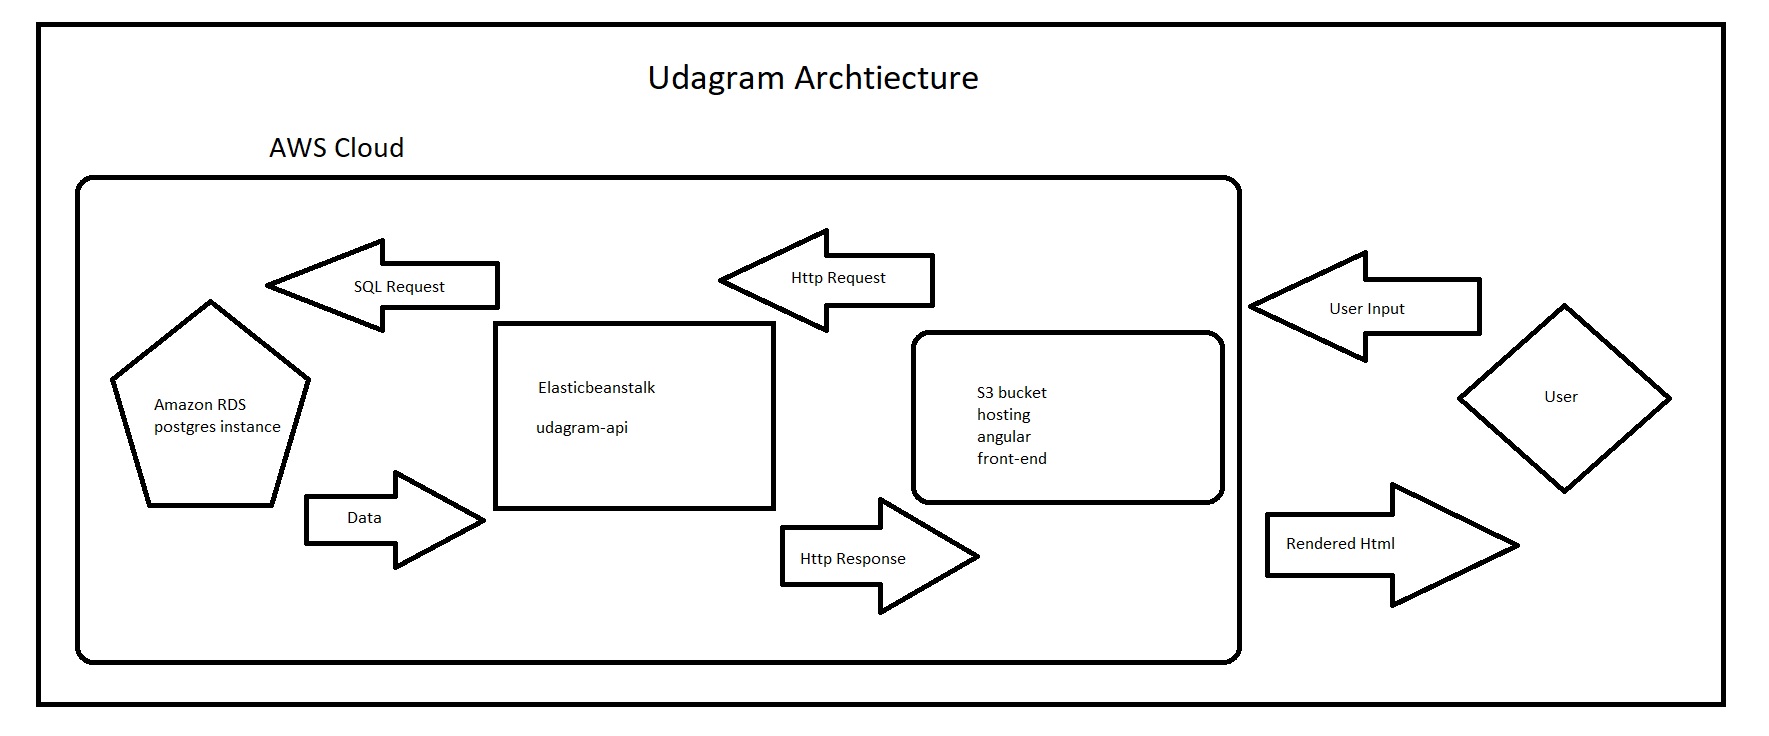 Udagram Archtiecture
AWS Cloud
SQL Request
Http Request
User Input
Amazon RDS
postgres instance
Elasticbeanstalk
udagram-api
S3 bucket
hosting
angular
front-end
User
Data
Http Response
Rendered Html